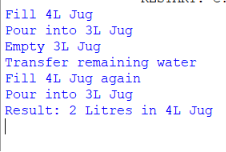 Fill 4L Jug
Pour into 3L Jug
Empty 3L Jug
Transfer remaining water
Fill 4L Jug again
Pour into 3L Jug
Result: 2 Litres in 4L Jug